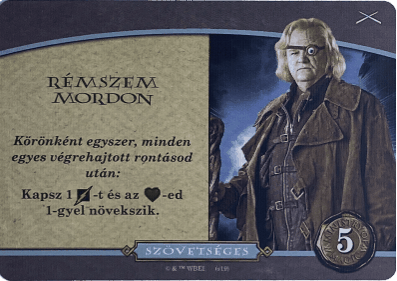 RÉMSZEM
MORDON
Körönként egyszer, minden
egyes végrehajtott rontásod
után:
Kapsz 1 -t és az -ed
1-gyel növekszik.
SZÖVETSÉGES
5